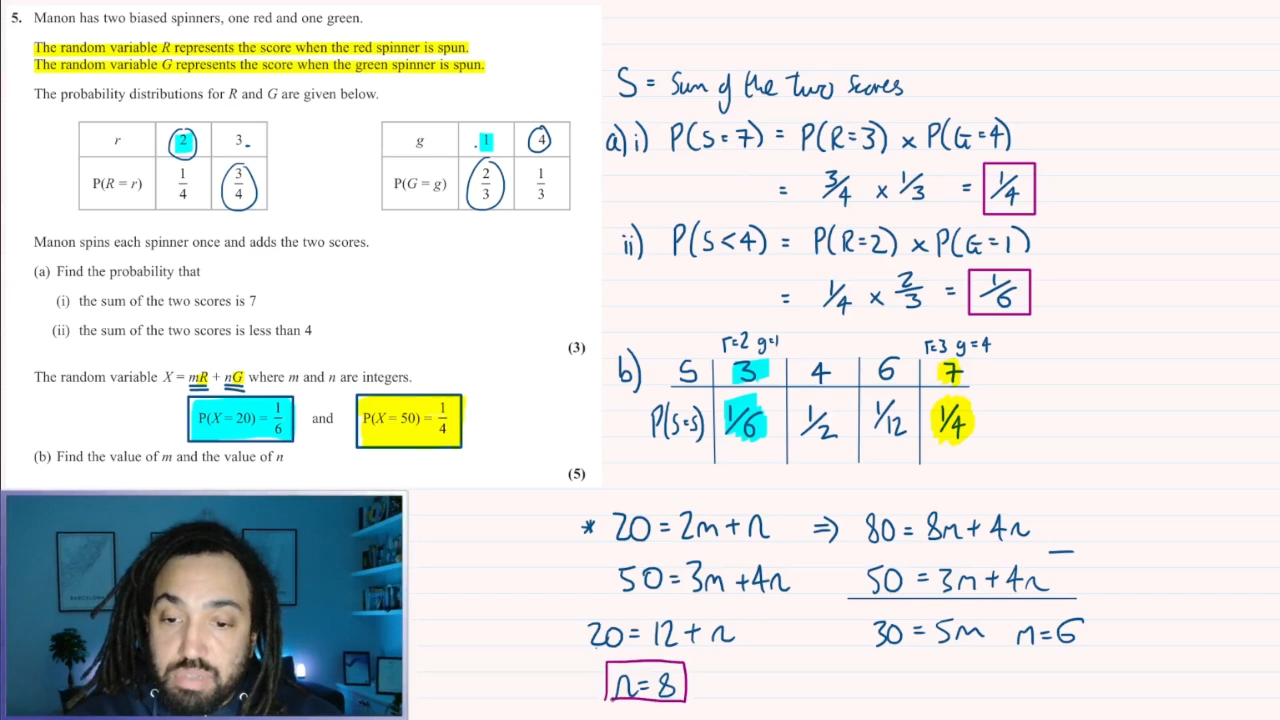 5. Manon has two biased spinners, one red and one green.
The random variable R represents the score when the red spinner is spun.
The random variable G represents the score when the green spinner is spun.
The probability distributions for R and G are given below.
r 2 3
P(R = r) 1/4 3/4
g 1 4
P(G = g) 2/3 1/3
Manon spins each spinner once and adds the two scores.
(a) Find the probability that
(i) the sum of the two scores is 7
(ii) the sum of the two scores is less than 4
(3)
The random variable X = mR + nG where m and n are integers.
P(X = 20) = 1/6 and P(X = 50) = 1/4
(b) Find the value of m and the value of n
(5)
S = Sum of the two scores
a) i) P(S = 7) = P(R = 3) × P(G = 4)
= 3/4 × 1/3 = 1/4
ii) P(S < 4) = P(R = 2) × P(G = 1)
= 1/4 × 2/3 = 1/6
r=2 g=1 r=3 g=4
b) S 3 4 6 7
P(S=s) 1/6 1/2 1/12 1/4
* 20 = 2m + n ⇒ 80 = 8m + 4n −
50 = 3m + 4n 50 = 3m + 4n
20 = 12 + n 30 = 5m m = 6
n = 8